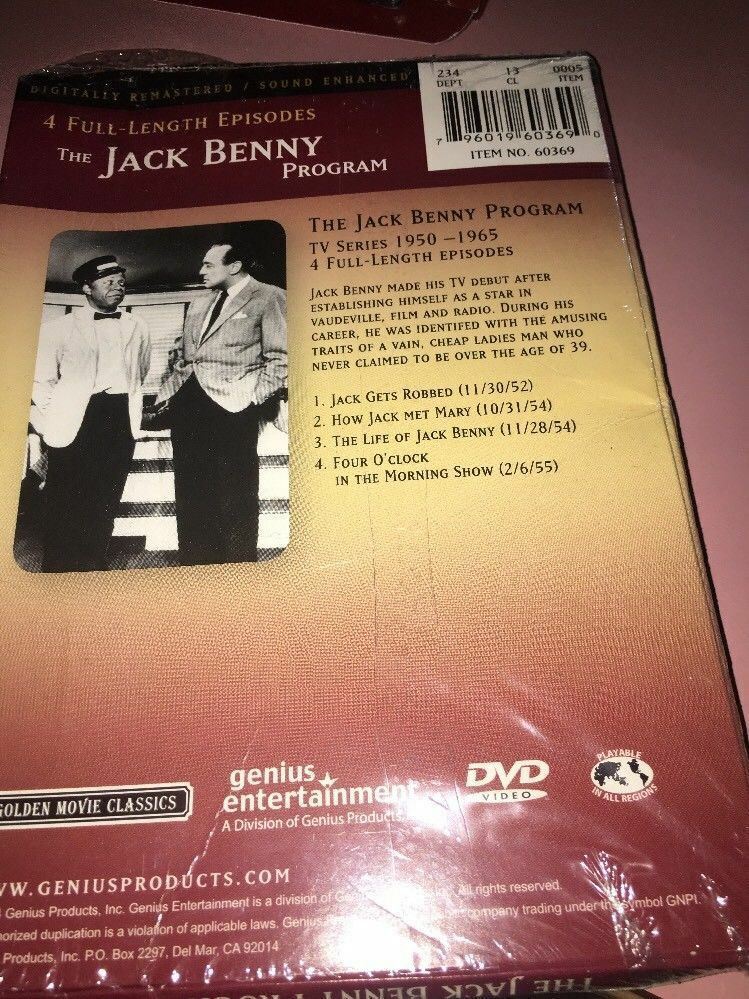 DIGITALLY REMASTERED / SOUND ENHANCED
4 FULL-LENGTH EPISODES
THE JACK BENNY
PROGRAM
234 13 0005
DEPT CL ITEM
7 96019 60369 0
ITEM NO. 60369
THE JACK BENNY PROGRAM
TV SERIES 1950 –1965
4 FULL-LENGTH EPISODES
JACK BENNY MADE HIS TV DEBUT AFTER
ESTABLISHING HIMSELF AS A STAR IN
VAUDEVILLE, FILM AND RADIO. DURING HIS
CAREER, HE WAS IDENTIFED WITH THE AMUSING
TRAITS OF A VAIN, CHEAP LADIES MAN WHO
NEVER CLAIMED TO BE OVER THE AGE OF 39.
1. JACK GETS ROBBED (11/30/52)
2. HOW JACK MET MARY (10/31/54)
3. THE LIFE OF JACK BENNY (11/28/54)
4. FOUR O'CLOCK
IN THE MORNING SHOW (2/6/55)
GOLDEN MOVIE CLASSICS
genius
entertainment
A Division of Genius Products
DVD
VIDEO
PLAYABLE
IN ALL REGIONS
WW.GENIUSPRODUCTS.COM
Genius Products, Inc. Genius Entertainment is a division of All rights reserved.
duplication is a violation of applicable laws. Genius company trading under the symbol GNPI.
Products, Inc. P.O. Box 2297, Del Mar, CA 92014
THE JACK BENNY